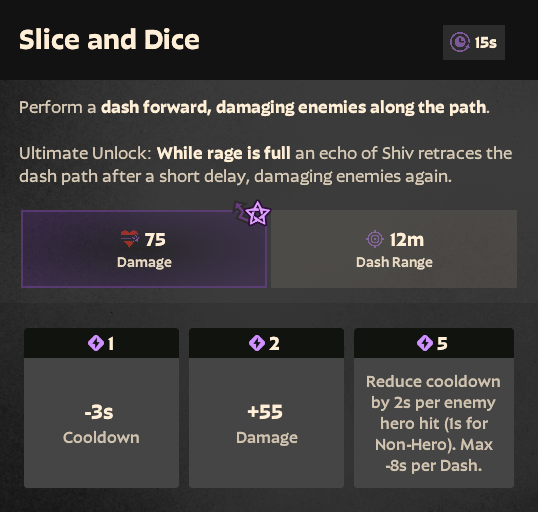 Slice and Dice
15s
Perform a dash forward, damaging enemies along the path.
Ultimate Unlock: While rage is full an echo of Shiv retraces the
dash path after a short delay, damaging enemies again.
75
Damage
12m
Dash Range
1
-3s
Cooldown
2
+55
Damage
5
Reduce cooldown
by 2s per enemy
hero hit (1s for
Non-Hero). Max
-8s per Dash.